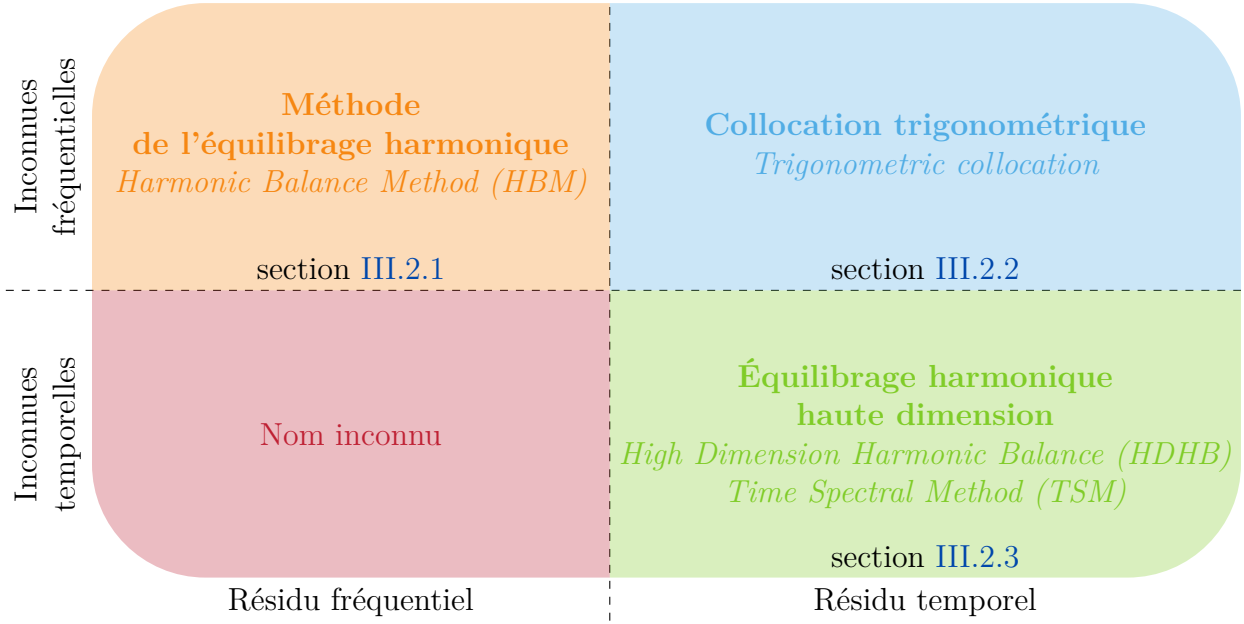 Inconnues
fréquentielles
Méthode
de l'équilibrage harmonique
Harmonic Balance Method (HBM)
section III.2.1
Collocation trigonométrique
Trigonometric collocation
section III.2.2
Inconnues
temporelles
Nom inconnu
Équilibrage harmonique
haute dimension
High Dimension Harmonic Balance (HDHB)
Time Spectral Method (TSM)
section III.2.3
Résidu fréquentiel
Résidu temporel